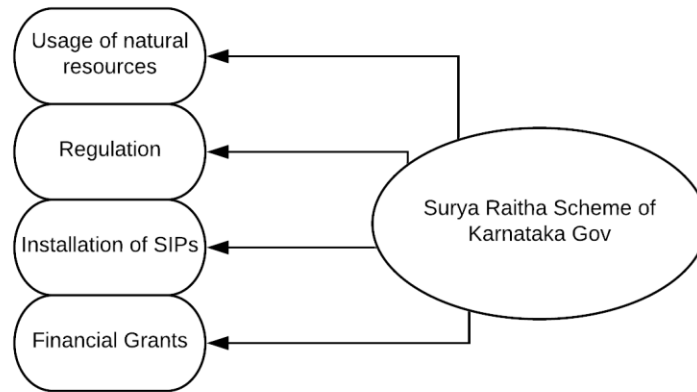 Usage of natural
resources
Regulation
Installation of SIPs
Financial Grants
Surya Raitha Scheme of
Karnataka Gov